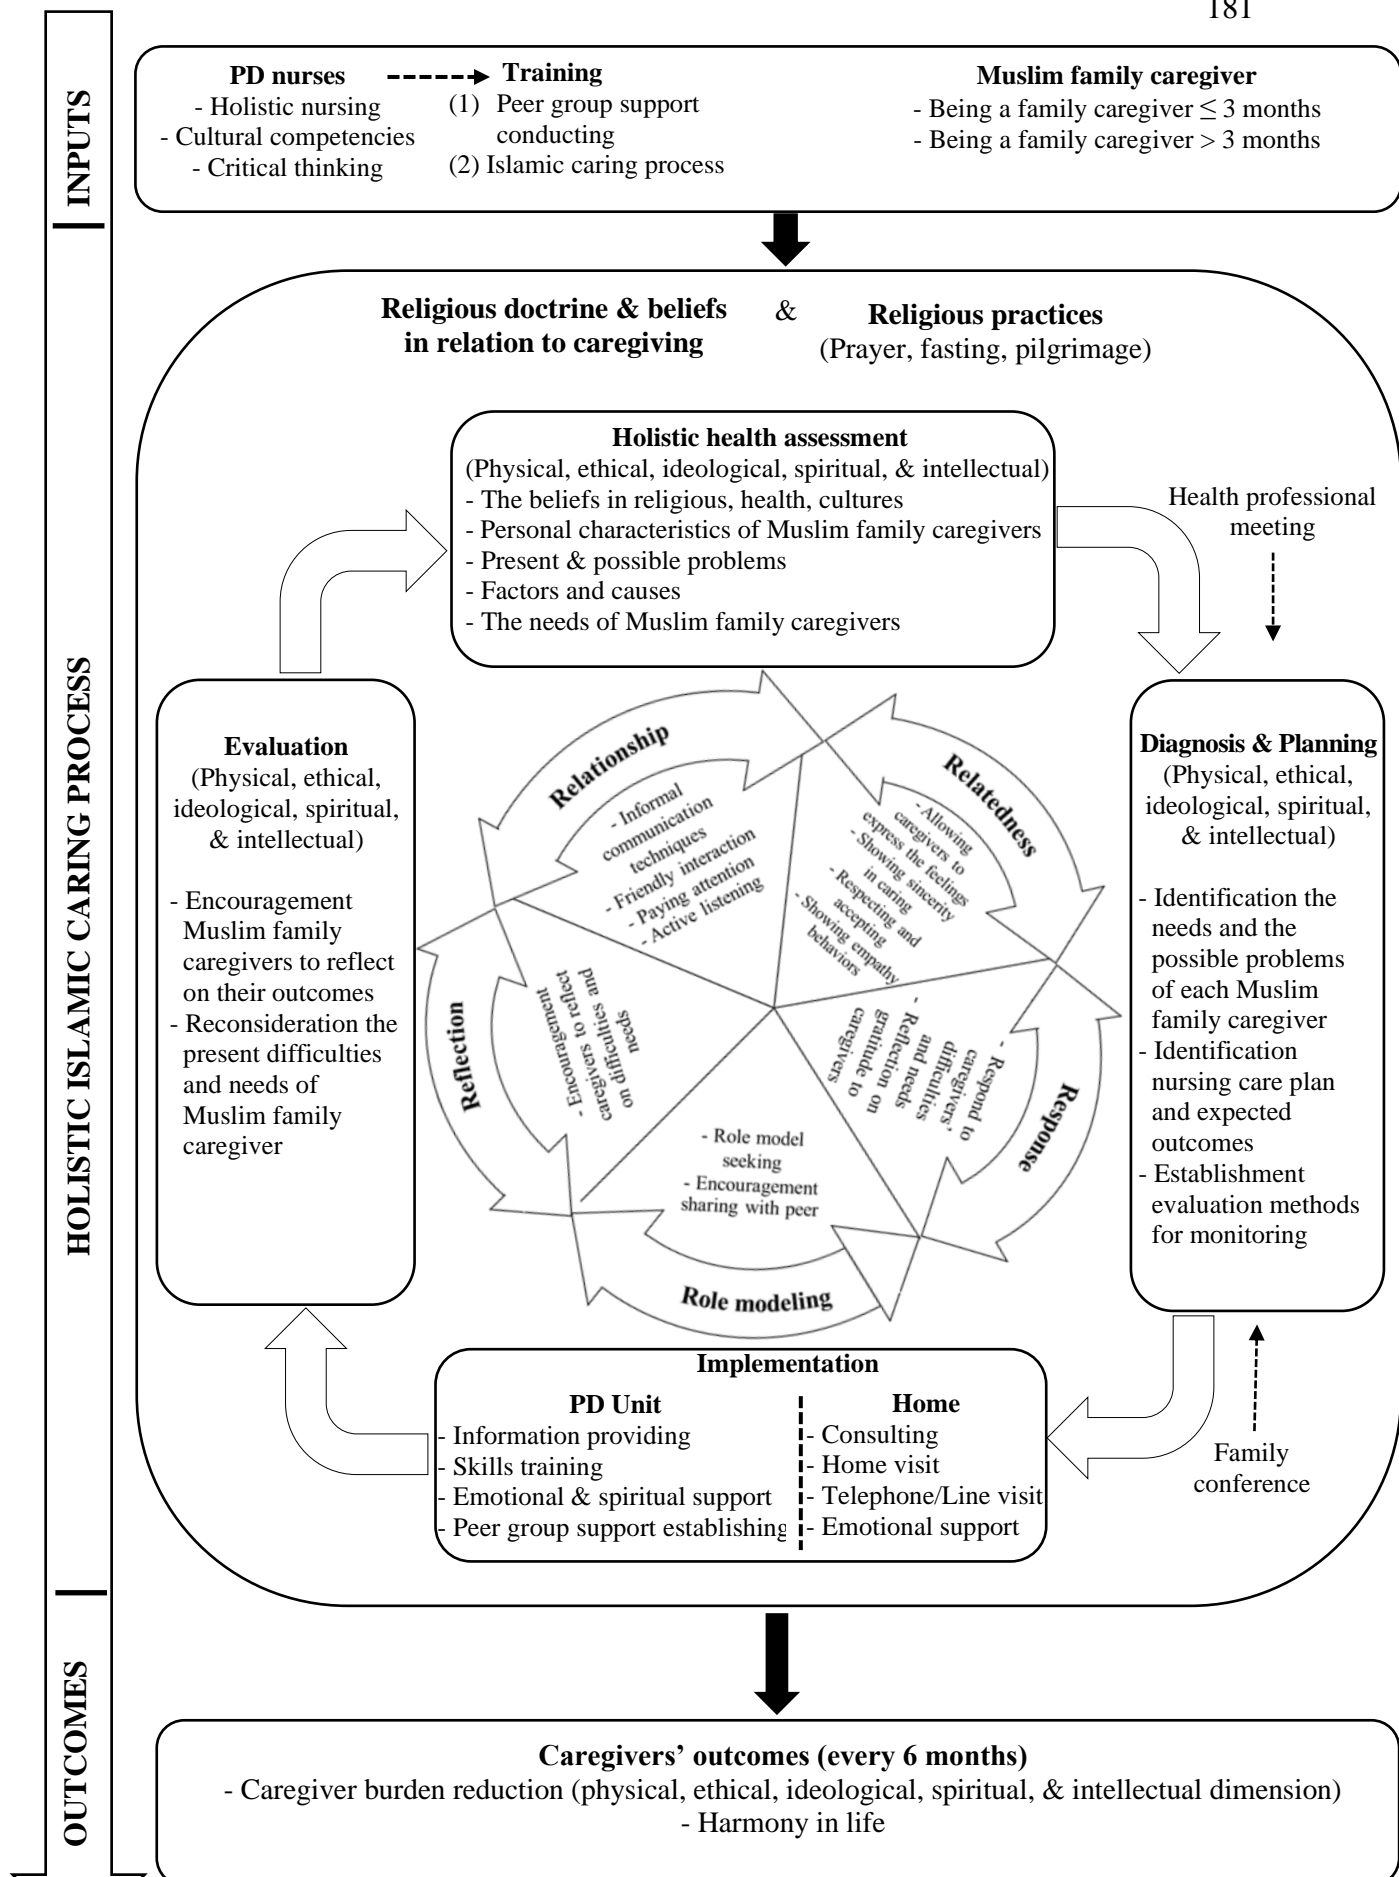 181
INPUTS
PD nurses
- Holistic nursing
- Cultural competencies
- Critical thinking
Training
(1) Peer group support
conducting
(2) Islamic caring process
Muslim family caregiver
- Being a family caregiver ≤ 3 months
- Being a family caregiver > 3 months
HOLISTIC ISLAMIC CARING PROCESS
Religious doctrine & beliefs
in relation to caregiving
&
Religious practices
(Prayer, fasting, pilgrimage)
Holistic health assessment
(Physical, ethical, ideological, spiritual, & intellectual)
- The beliefs in religious, health, cultures
- Personal characteristics of Muslim family caregivers
- Present & possible problems
- Factors and causes
- The needs of Muslim family caregivers
Health professional
meeting
Evaluation
(Physical, ethical,
ideological, spiritual,
& intellectual)
- Encouragement
Muslim family
caregivers to reflect
on their outcomes
- Reconsideration the
present difficulties
and needs of
Muslim family
caregiver
Relationship
- Informal
communication
techniques
- Friendly interaction
- Paying attention
- Active listening
Relatedness
- Allowing
caregivers to
express the feelings
- Showing sincerity
in caring
- Respecting and
accepting
- Showing empathy
behaviors
Response
- Respond to
caregivers'
difficulties
and needs
- Reflection on
gratitude to
caregivers
Role modeling
- Role model
seeking
- Encouragement
sharing with peer
Reflection
- Encouragement
caregivers to reflect
on difficulties and
needs
Diagnosis & Planning
(Physical, ethical,
ideological, spiritual,
& intellectual)
- Identification the
needs and the
possible problems
of each Muslim
family caregiver
- Identification
nursing care plan
and expected
outcomes
- Establishment
evaluation methods
for monitoring
Family
conference
Implementation
PD Unit
- Information providing
- Skills training
- Emotional & spiritual support
- Peer group support establishing
Home
- Consulting
- Home visit
- Telephone/Line visit
- Emotional support
OUTCOMES
Caregivers' outcomes (every 6 months)
- Caregiver burden reduction (physical, ethical, ideological, spiritual, & intellectual dimension)
- Harmony in life